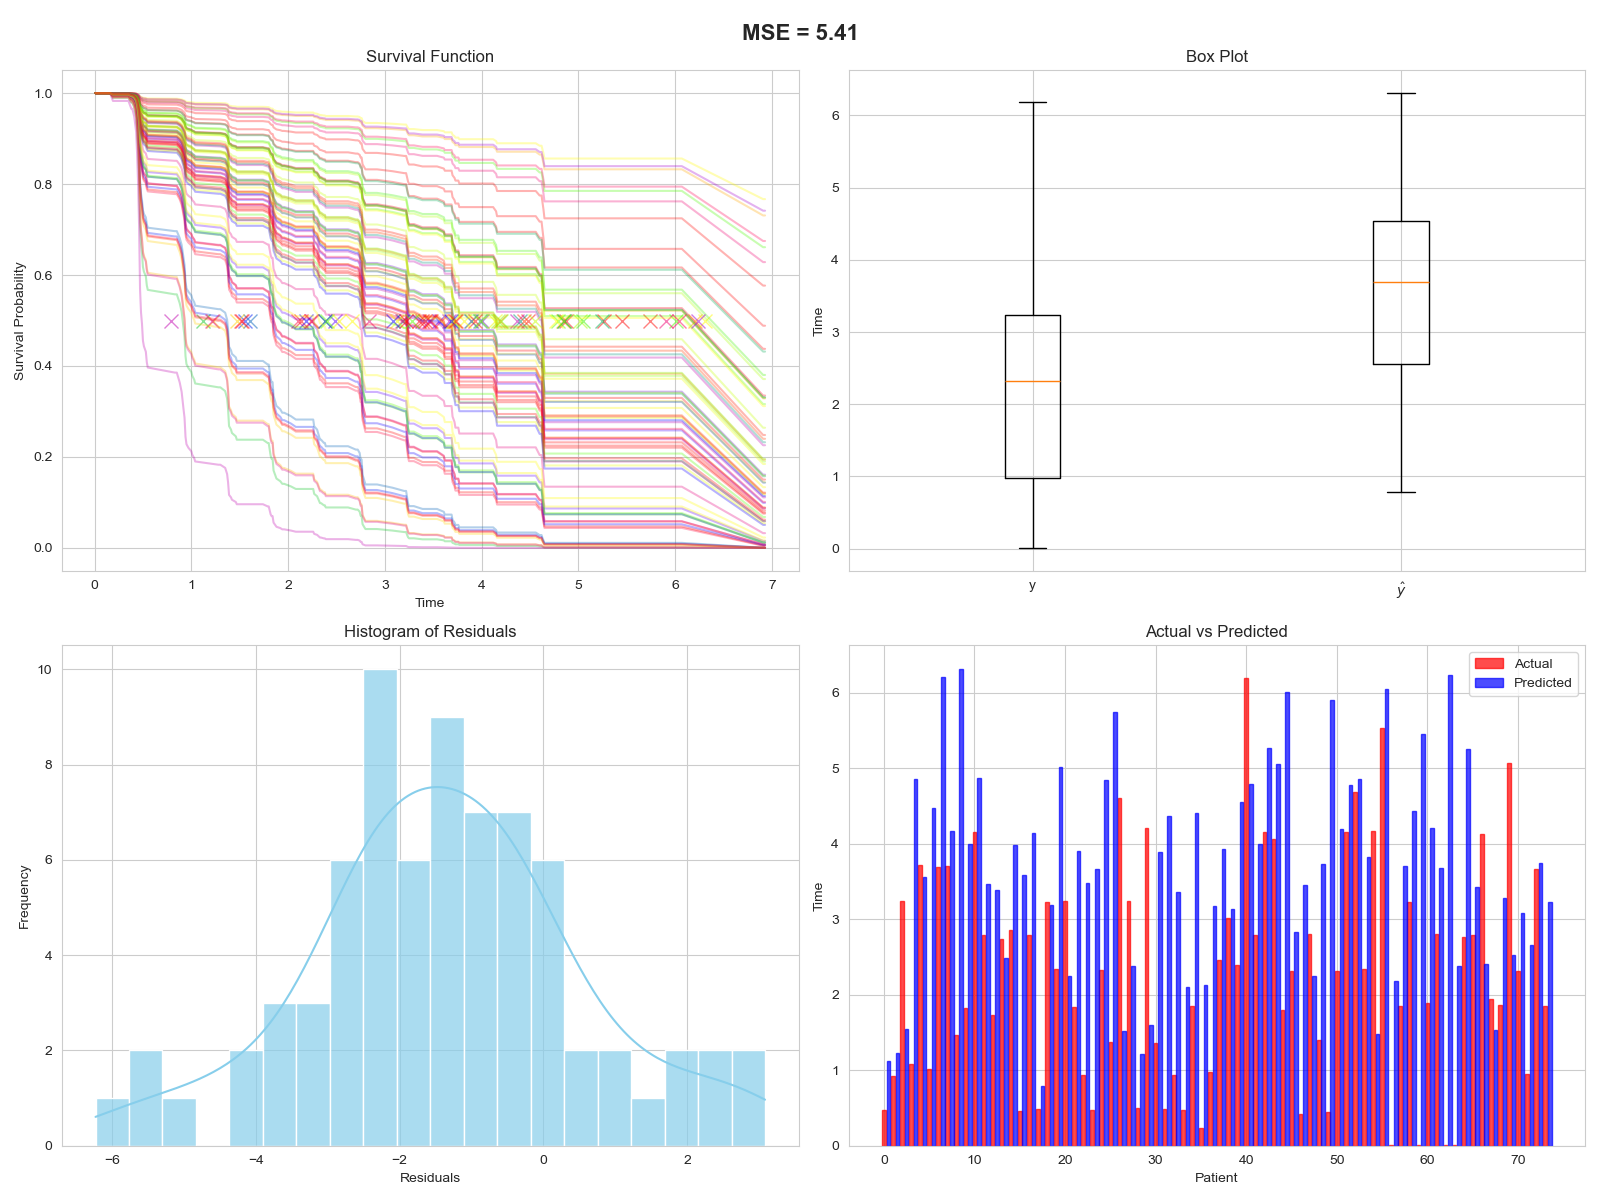 MSE = 5.41
Survival Function
1.0
0.8
0.6
0.4
0.2
0.0
Survival Probability
0 1 2 3 4 5 6 7
Time
Box Plot
6
5
4
3
2
1
0
Time
y ŷ
Histogram of Residuals
10
8
6
4
2
0
Frequency
−6 −4 −2 0 2
Residuals
Actual vs Predicted
Actual
Predicted
6
5
4
3
2
1
0
Time
0 10 20 30 40 50 60 70
Patient